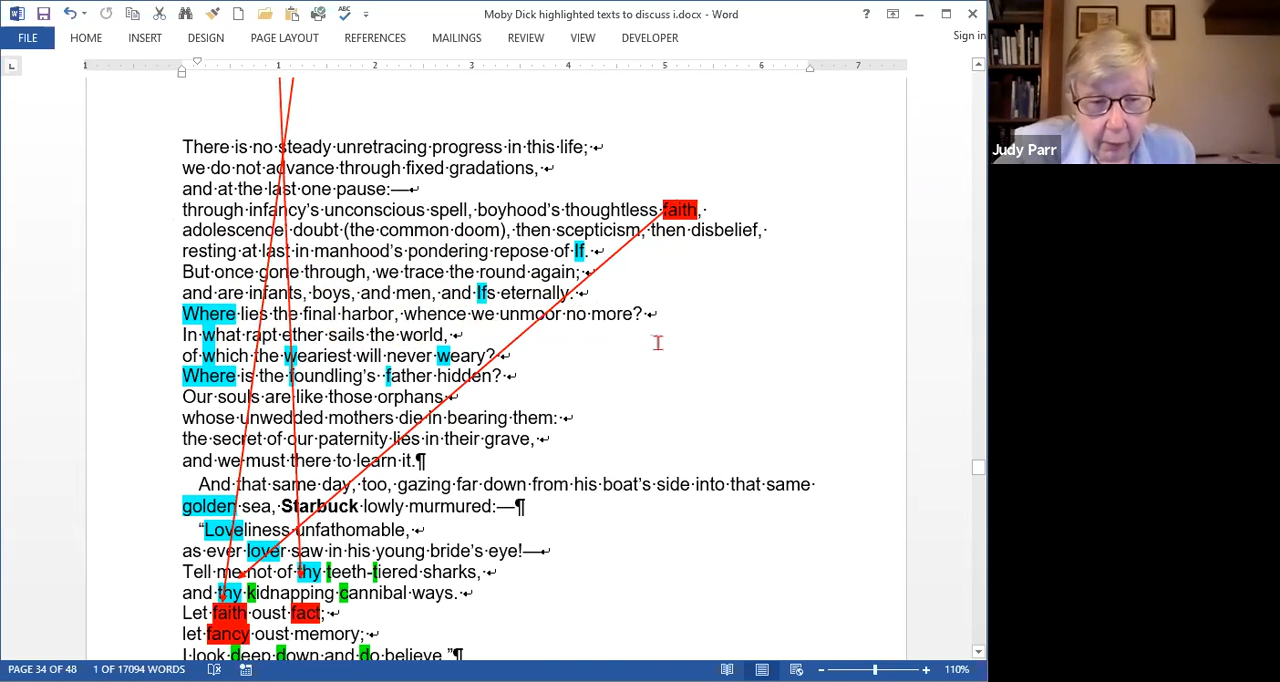 Moby Dick highlighted texts to discuss i.docx - Word
FILE HOME INSERT DESIGN PAGE LAYOUT REFERENCES MAILINGS REVIEW VIEW DEVELOPER Sign in
1 1 2 3 4 5 6 7
There is no steady unretracing progress in this life;
we do not advance through fixed gradations,
and at the last one pause:—
through infancy’s unconscious spell, boyhood’s thoughtless faith,
adolescence doubt (the common doom), then scepticism, then disbelief,
resting at last in manhood’s pondering repose of If.
But once gone through, we trace the round again;
and are infants, boys, and men, and Ifs eternally.
Where lies the final harbor, whence we unmoor no more?
In what rapt ether sails the world,
of which the weariest will never weary?
Where is the foundling’s father hidden?
Our souls are like those orphans
whose unwedded mothers die in bearing them:
the secret of our paternity lies in their grave,
and we must there to learn it.¶
And that same day, too, gazing far down from his boat’s side into that same
golden sea, Starbuck lowly murmured:—¶
“Loveliness unfathomable,
as ever lover saw in his young bride’s eye!—
Tell me not of thy teeth-tiered sharks,
and thy kidnapping cannibal ways.
Let faith oust fact;
let fancy oust memory;
I look deep down and do believe.”¶
PAGE 34 OF 48 1 OF 17094 WORDS 110%
Judy Parr